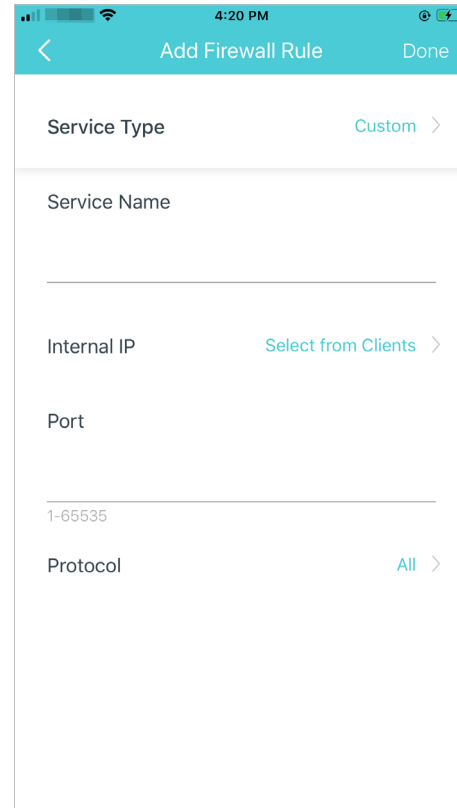 4:20 PM
Add Firewall Rule Done
Service Type Custom
Service Name
Internal IP Select from Clients
Port
1-65535
Protocol All